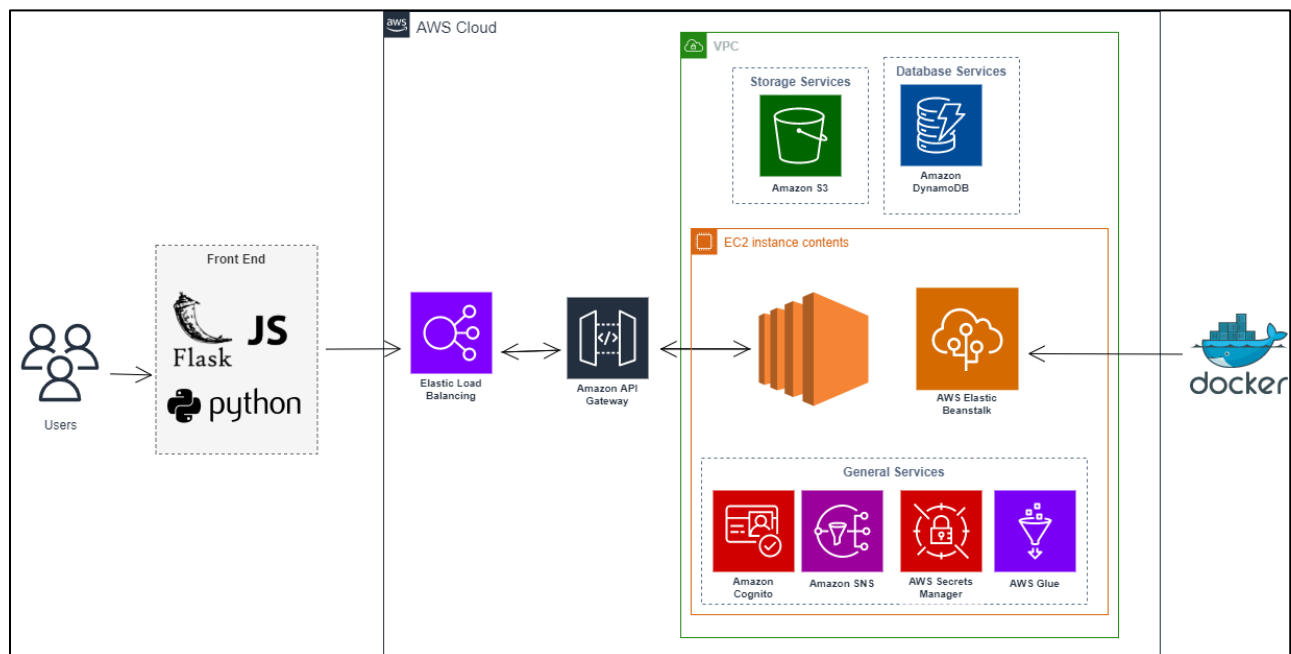 aws
AWS Cloud
VPC
Storage Services
Amazon S3
Database Services
Amazon
DynamoDB
EC2 instance contents
Front End
Flask
JS
python
Users
Elastic Load
Balancing
</>
Amazon API
Gateway
AWS Elastic
Beanstalk
docker
General Services
Amazon
Cognito
Amazon SNS
AWS Secrets
Manager
AWS Glue